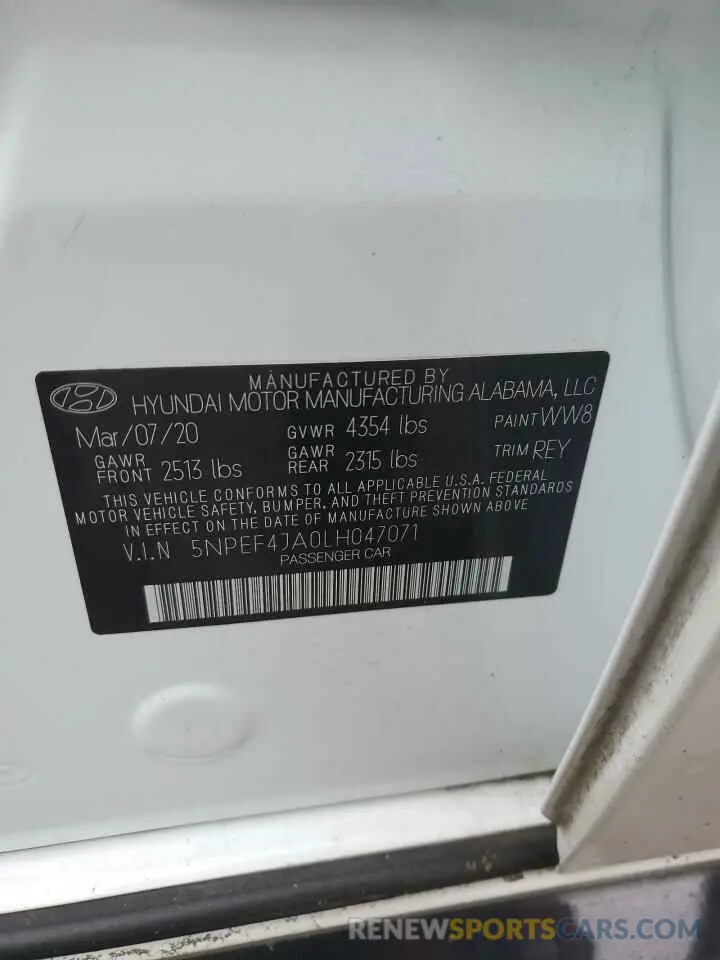 MANUFACTURED BY
HYUNDAI MOTOR MANUFACTURING ALABAMA, LLC
Mar/07/20 GVWR 4354 lbs PAINT WW8
GAWR FRONT 2513 lbs GAWR REAR 2315 lbs TRIM REY
THIS VEHICLE CONFORMS TO ALL APPLICABLE U.S.A. FEDERAL
MOTOR VEHICLE SAFETY, BUMPER, AND THEFT PREVENTION STANDARDS
IN EFFECT ON THE DATE OF MANUFACTURE SHOWN ABOVE.
V.I.N 5NPEF4JA0LH047071
PASSENGER CAR
RENEWSPORTSCARS.COM